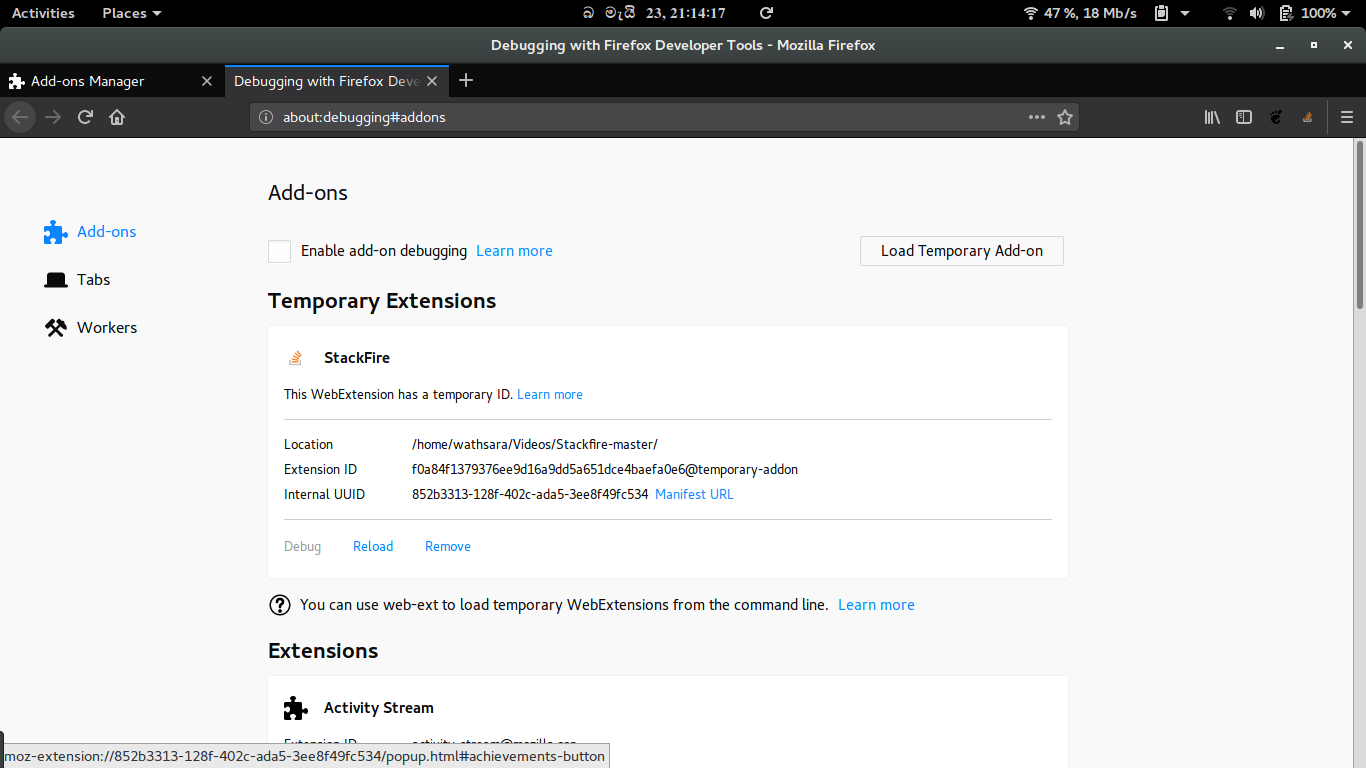 Activities Places බ මැයි 23, 21:14:17 47 %, 18 Mb/s 100%
Debugging with Firefox Developer Tools - Mozilla Firefox
Add-ons Manager Debugging with Firefox Deve
about:debugging#addons
Add-ons
Add-ons
Enable add-on debugging Learn more Load Temporary Add-on
Tabs
Temporary Extensions
Workers
StackFire
This WebExtension has a temporary ID. Learn more
Location /home/wathsara/Videos/Stackfire-master/
Extension ID f0a84f1379376ee9d16a9dd5a651dce4baefa0e6@temporary-addon
Internal UUID 852b3313-128f-402c-ada5-3ee8f49fc534 Manifest URL
Debug Reload Remove
You can use web-ext to load temporary WebExtensions from the command line. Learn more
Extensions
Activity Stream
Extension ID activity-stream@mozilla.org
moz-extension://852b3313-128f-402c-ada5-3ee8f49fc534/popup.html#achievements-button